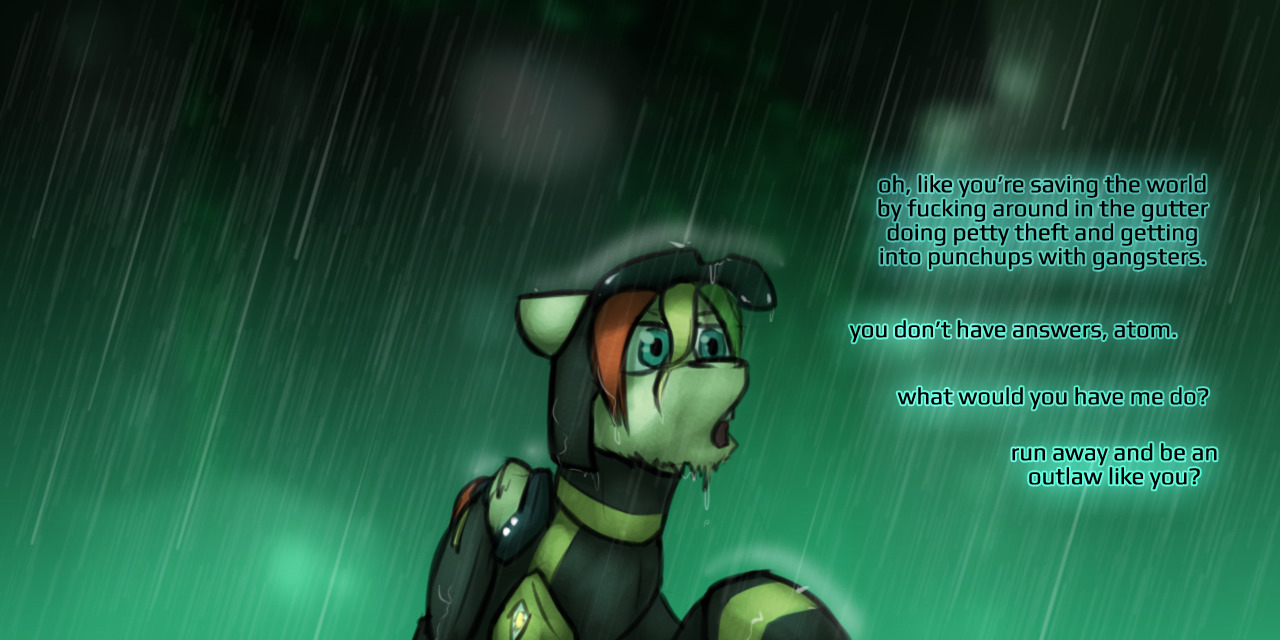 oh, like you're saving the world
by fucking around in the gutter
doing petty theft and getting
into punchups with gangsters.
you don't have answers, atom.
what would you have me do?
run away and be an
outlaw like you?